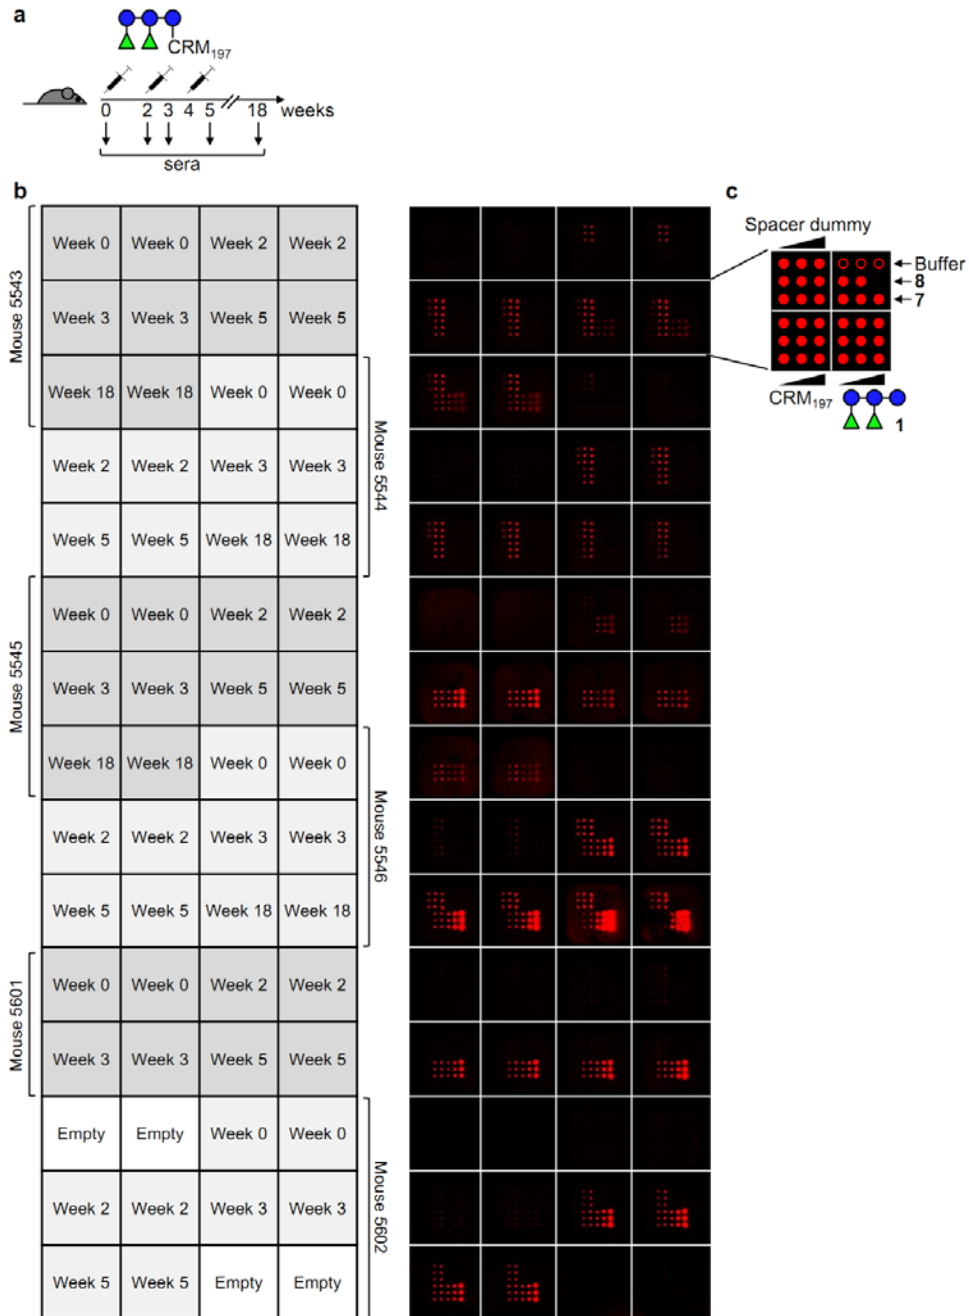 a
CRM197
0 2 3 4 5 18 weeks
sera
b
c
Mouse 5543
Week 0 Week 0 Week 2 Week 2
Week 3 Week 3 Week 5 Week 5
Week 18 Week 18 Week 0 Week 0
Mouse 5544
Week 2 Week 2 Week 3 Week 3
Week 5 Week 5 Week 18 Week 18
Mouse 5545
Week 0 Week 0 Week 2 Week 2
Week 3 Week 3 Week 5 Week 5
Week 18 Week 18 Week 0 Week 0
Mouse 5546
Week 2 Week 2 Week 3 Week 3
Week 5 Week 5 Week 18 Week 18
Mouse 5601
Week 0 Week 0 Week 2 Week 2
Week 3 Week 3 Week 5 Week 5
Empty Empty Week 0 Week 0
Mouse 5602
Week 2 Week 2 Week 3 Week 3
Week 5 Week 5 Empty Empty
Spacer dummy
Buffer
8
7
CRM197
1